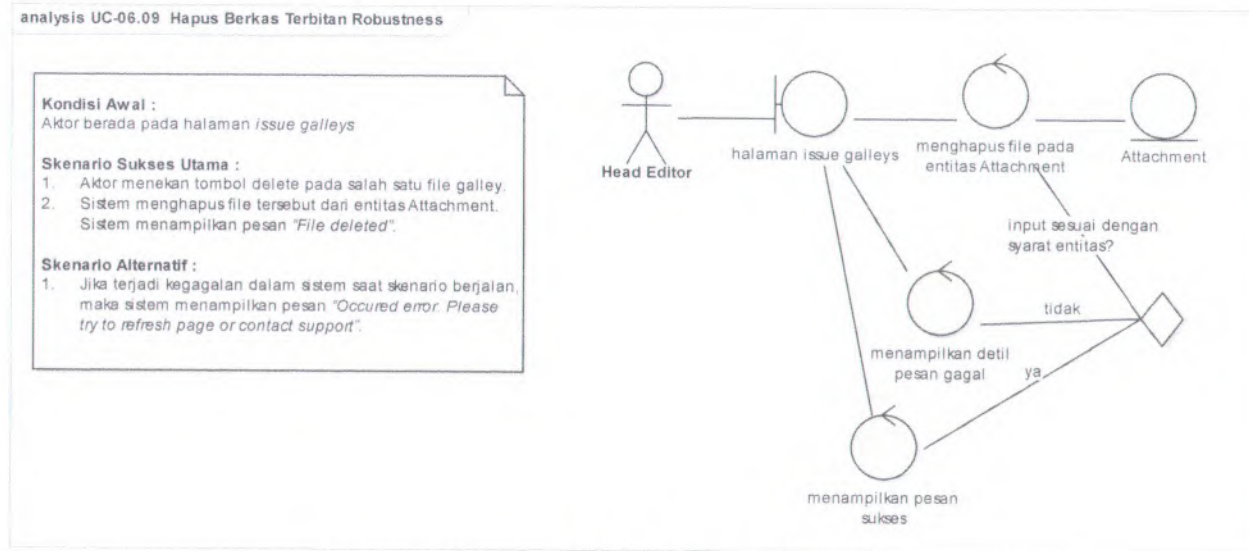 analysis UC-06.09 Hapus Berkas Terbitan Robustness
Kondisi Awal :
Aktor berada pada halaman issue galleys
Skenario Sukses Utama :
1. Aktor menekan tombol delete pada salah satu file galley.
2. Sistem menghapus file tersebut dari entitas Attachment.
Sistem menampilkan pesan "File deleted".
Skenario Alternatif :
1. Jika terjadi kegagalan dalam sistem saat skenario berjalan,
maka sistem menampilkan pesan "Occured error. Please
try to refresh page or contact support".
Head Editor
halaman issue galleys
menghapus file pada
entitas Attachment
Attachment
input sesuai dengan
syarat entitas?
tidak
menampilkan detil
pesan gagal
ya
menampilkan pesan
sukses